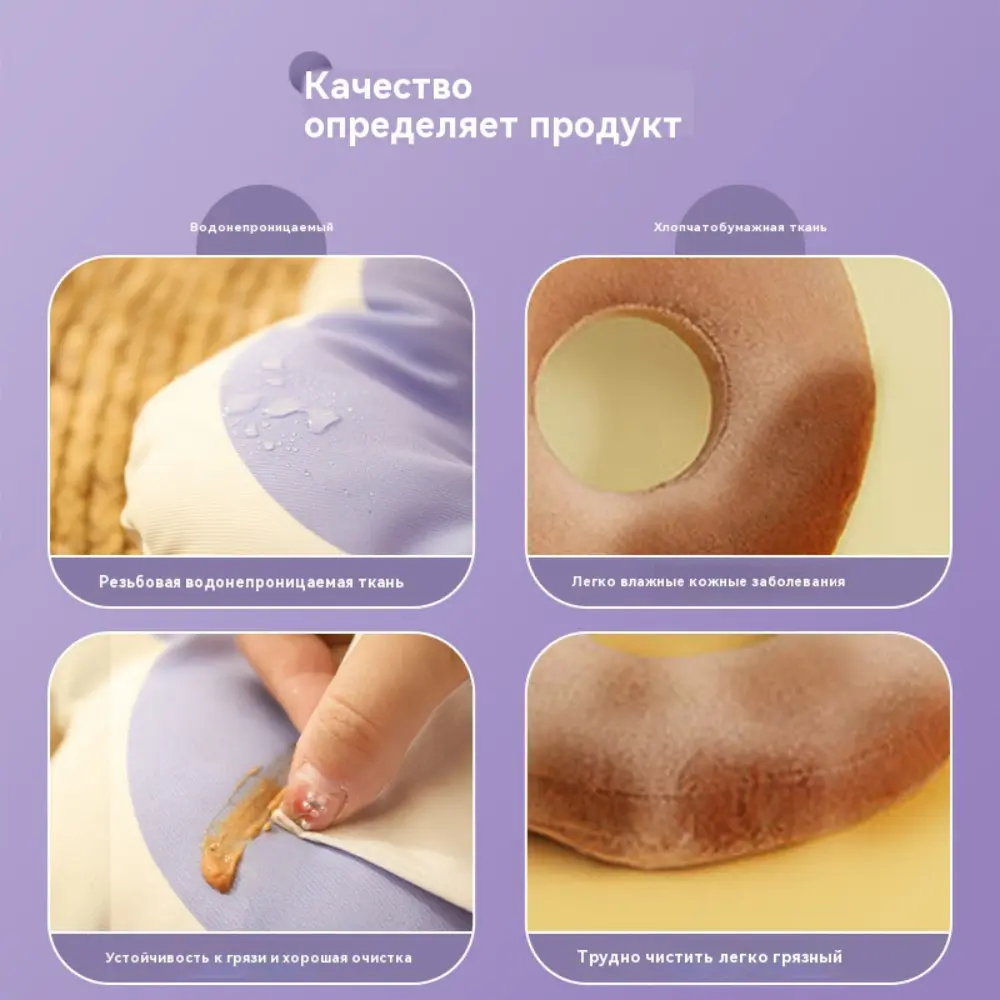 Качество
определяет продукт
Водонепроницаемый
Хлопчатобумажная ткань
Резьбовая водонепроницаемая ткань
Легко влажные кожные заболевания
Устойчивость к грязи и хорошая очистка
Трудно чистить легко грязный